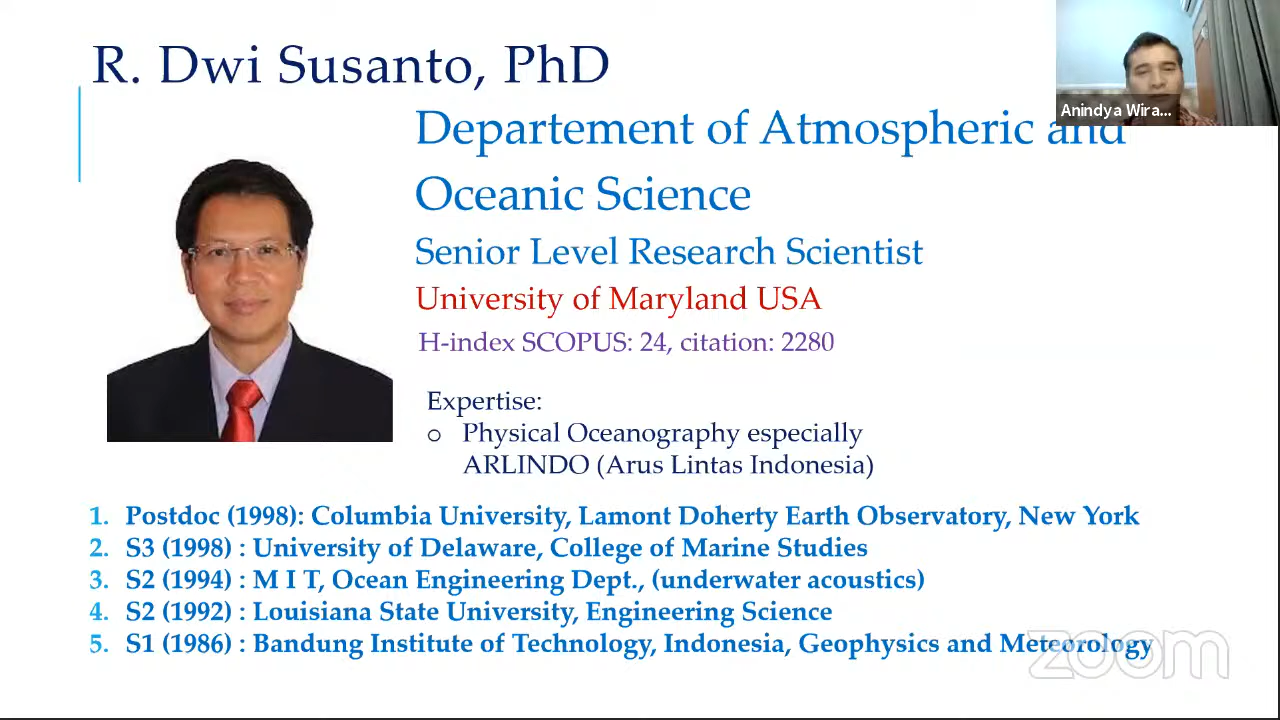 R. Dwi Susanto, PhD
Anindya Wira...
Departement of Atmospheric and
Oceanic Science
Senior Level Research Scientist
University of Maryland USA
H-index SCOPUS: 24, citation: 2280
Expertise:
o Physical Oceanography especially
ARLINDO (Arus Lintas Indonesia)
1. Postdoc (1998): Columbia University, Lamont Doherty Earth Observatory, New York
2. S3 (1998) : University of Delaware, College of Marine Studies
3. S2 (1994) : M I T, Ocean Engineering Dept., (underwater acoustics)
4. S2 (1992) : Louisiana State University, Engineering Science
5. S1 (1986) : Bandung Institute of Technology, Indonesia, Geophysics and Meteorology
zoom